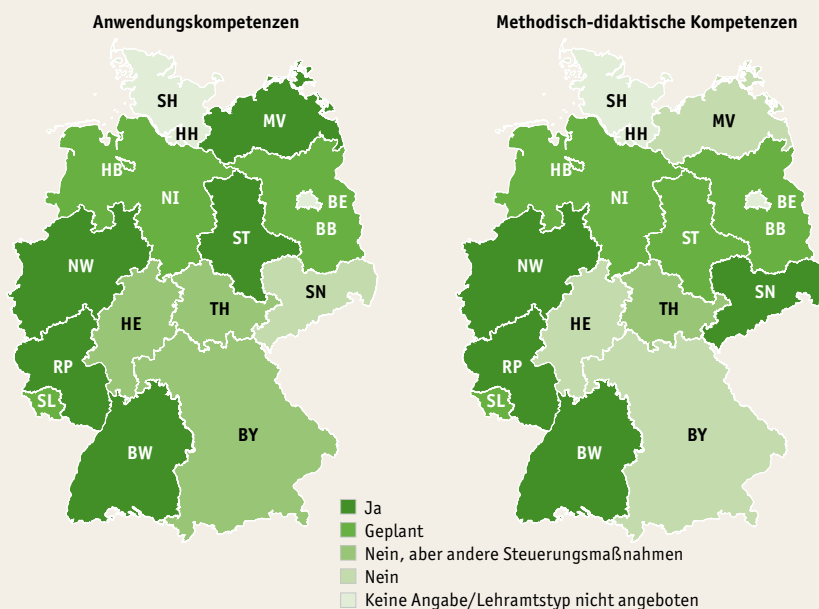 Anwendungskompetenzen
SH
HH
MV
HB
NI
BE
BB
ST
NW
SN
TH
HE
RP
SL
BY
BW
Methodisch-didaktische Kompetenzen
SH
HH
MV
HB
NI
BE
BB
ST
NW
SN
TH
HE
RP
SL
BY
BW
Ja
Geplant
Nein, aber andere Steuerungsmaßnahmen
Nein
Keine Angabe/Lehramtstyp nicht angeboten